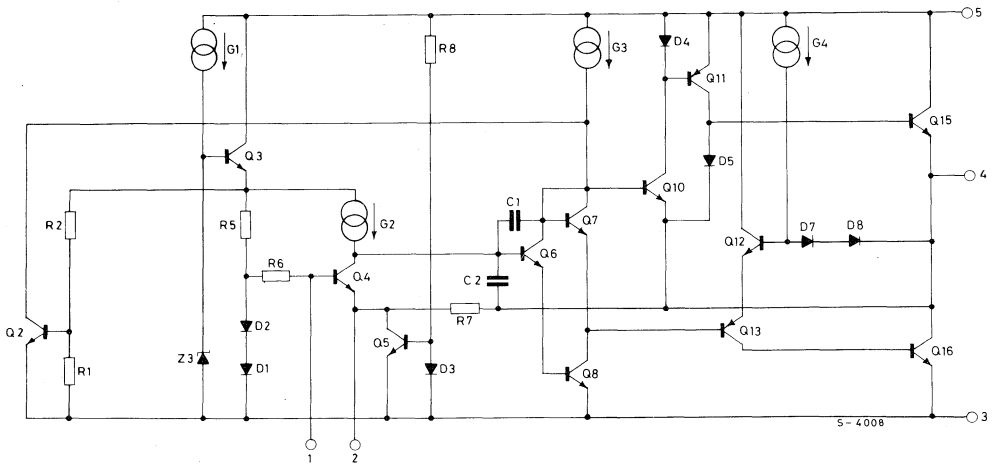 5
G1
R8
G3
D4
G4
Q11
Q15
Q3
D5
4
R2
R5
G2
C1
Q7
Q10
Q12
D7
D8
R6
Q4
Q6
C2
Q2
D2
R7
Q13
Q5
Z3
D1
D3
Q8
Q16
R1
S-4008
3
1
2